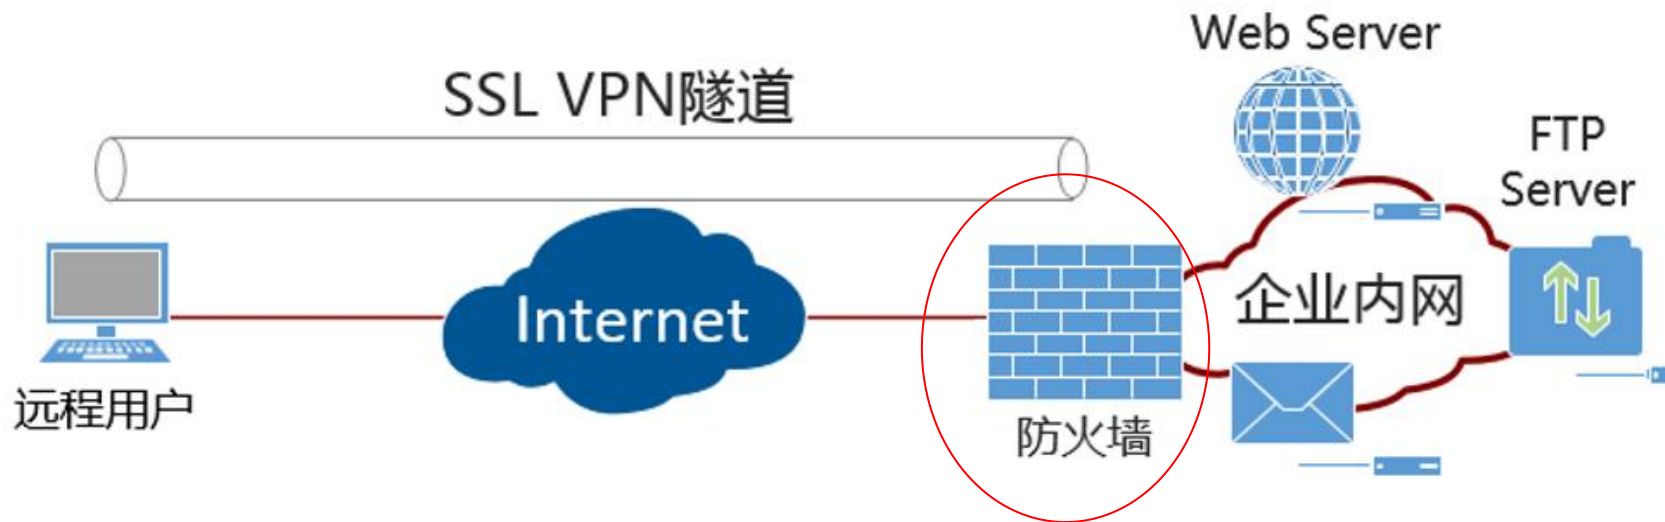 Web Server
SSL VPN隧道
FTP
Server
Internet
企业内网
远程用户
防火墙